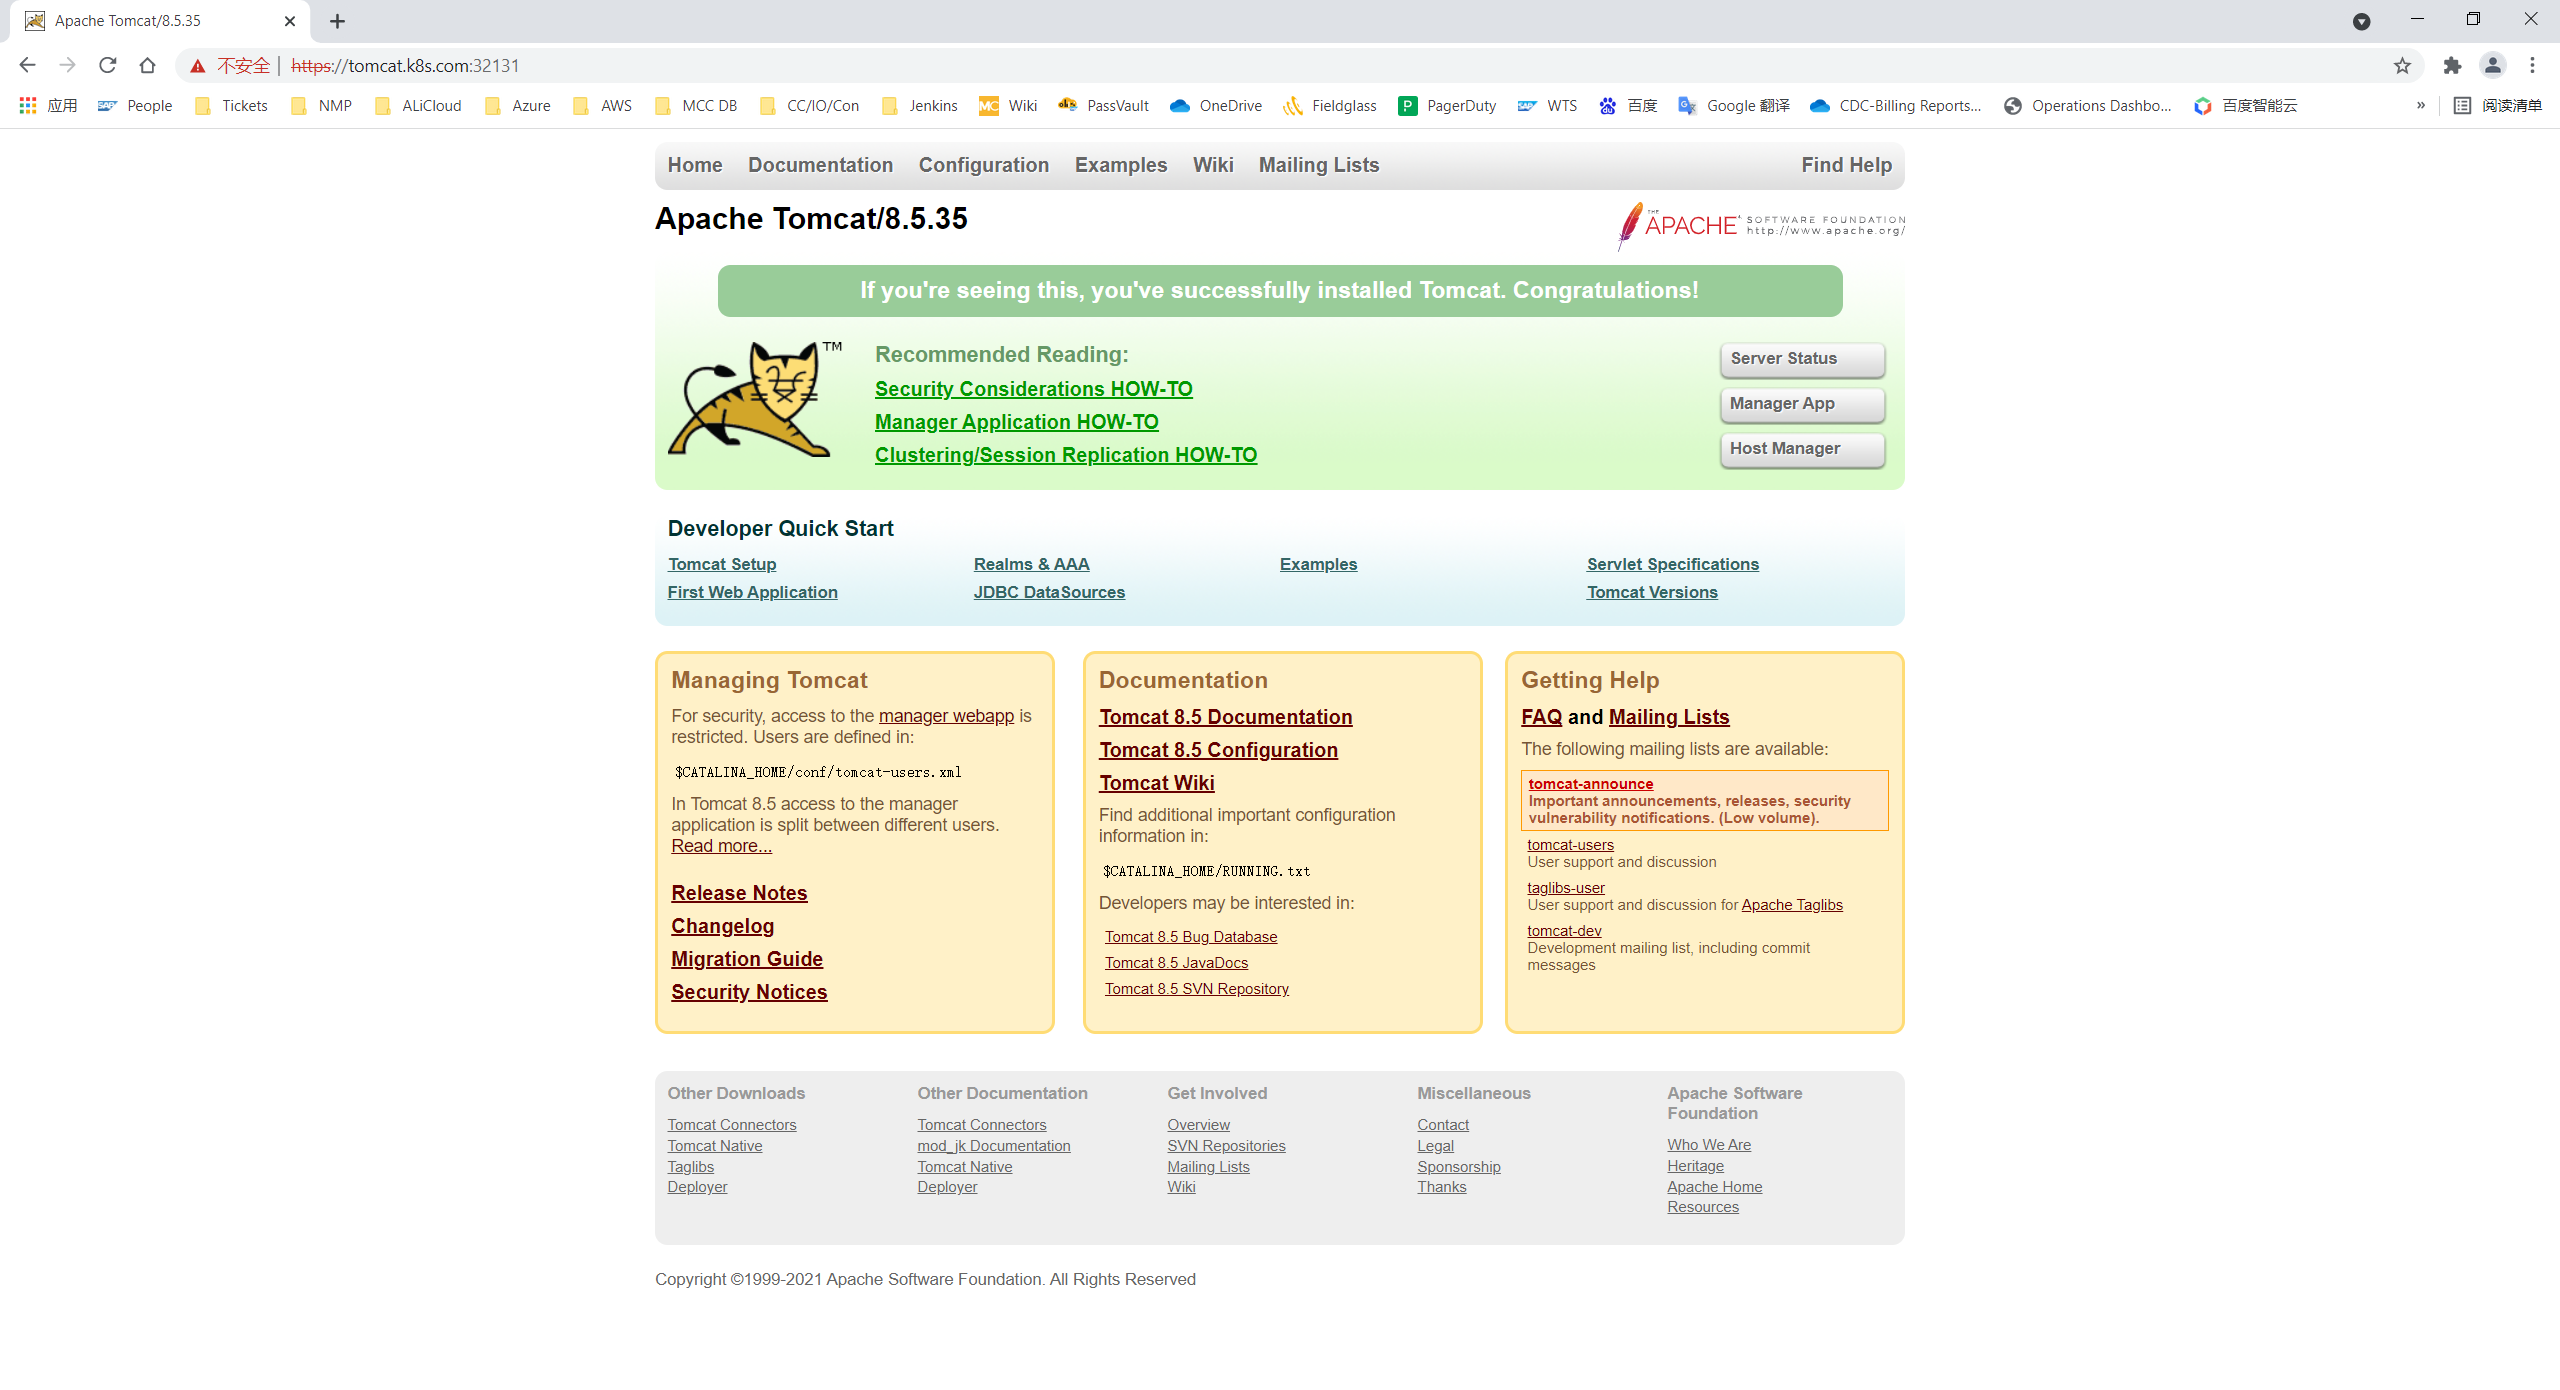 Apache Tomcat/8.5.35
不安全 | https://tomcat.k8s.com:32131
应用 People Tickets NMP ALiCloud Azure AWS MCC DB CC/IO/Con Jenkins Wiki PassVault OneDrive Fieldglass PagerDuty WTS 百度 Google 翻译 CDC-Billing Reports... Operations Dashbo... 百度智能云 » 阅读清单
Home Documentation Configuration Examples Wiki Mailing Lists Find Help
Apache Tomcat/8.5.35
THE APACHE SOFTWARE FOUNDATION
http://www.apache.org/
If you're seeing this, you've successfully installed Tomcat. Congratulations!
TM
Recommended Reading:
Security Considerations HOW-TO
Manager Application HOW-TO
Clustering/Session Replication HOW-TO
Server Status
Manager App
Host Manager
Developer Quick Start
Tomcat Setup Realms & AAA Examples Servlet Specifications
First Web Application JDBC DataSources Tomcat Versions
Managing Tomcat
For security, access to the manager webapp is
restricted. Users are defined in:
$CATALINA_HOME/conf/tomcat-users.xml
In Tomcat 8.5 access to the manager
application is split between different users.
Read more...
Release Notes
Changelog
Migration Guide
Security Notices
Documentation
Tomcat 8.5 Documentation
Tomcat 8.5 Configuration
Tomcat Wiki
Find additional important configuration
information in:
$CATALINA_HOME/RUNNING.txt
Developers may be interested in:
Tomcat 8.5 Bug Database
Tomcat 8.5 JavaDocs
Tomcat 8.5 SVN Repository
Getting Help
FAQ and Mailing Lists
The following mailing lists are available:
tomcat-announce
Important announcements, releases, security
vulnerability notifications. (Low volume).
tomcat-users
User support and discussion
taglibs-user
User support and discussion for Apache Taglibs
tomcat-dev
Development mailing list, including commit
messages
Other Downloads
Tomcat Connectors
Tomcat Native
Taglibs
Deployer
Other Documentation
Tomcat Connectors
mod_jk Documentation
Tomcat Native
Deployer
Get Involved
Overview
SVN Repositories
Mailing Lists
Wiki
Miscellaneous
Contact
Legal
Sponsorship
Thanks
Apache Software
Foundation
Who We Are
Heritage
Apache Home
Resources
Copyright ©1999-2021 Apache Software Foundation. All Rights Reserved